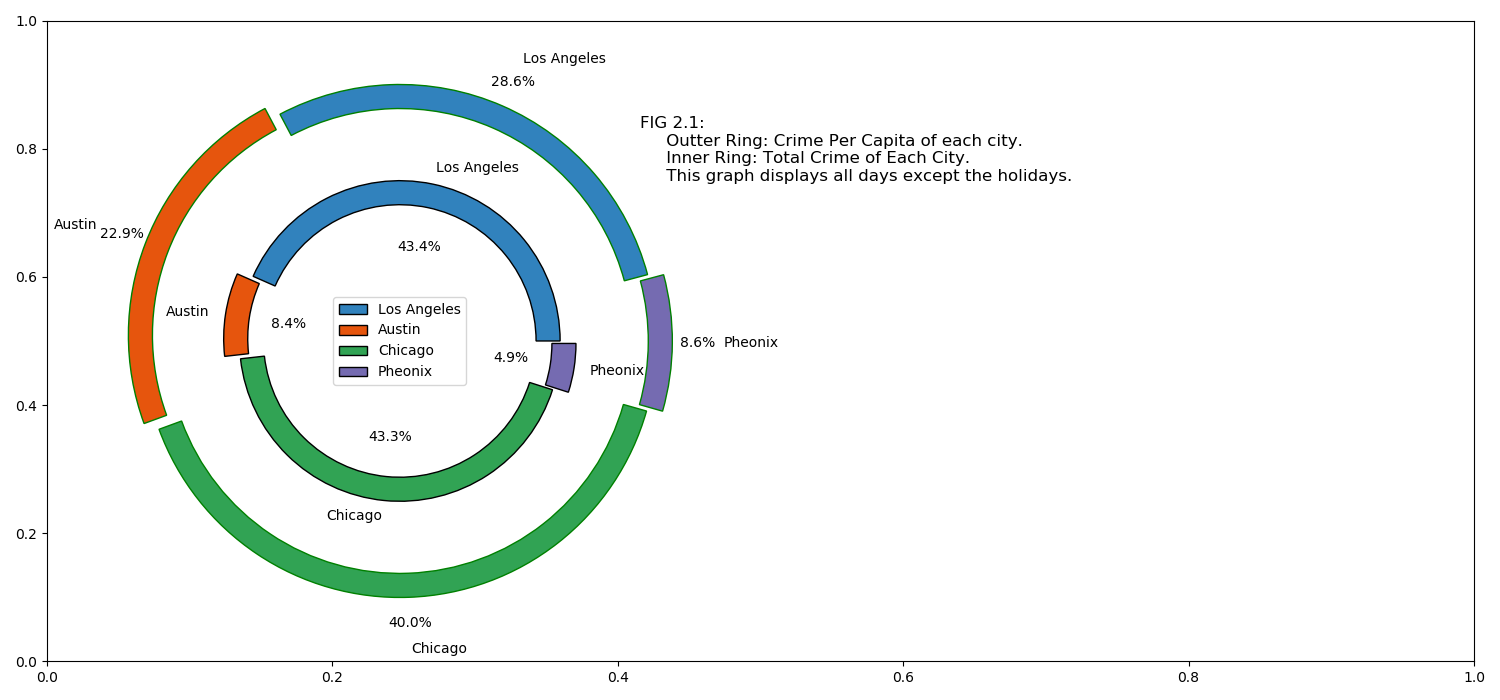 1.0
Los Angeles
28.6%
FIG 2.1:
Outter Ring: Crime Per Capita of each city.
Inner Ring: Total Crime of Each City.
This graph displays all days except the holidays.
0.8
Los Angeles
Austin
22.9%
43.4%
0.6
Austin
8.4%
Los Angeles
Austin
Chicago
Pheonix
4.9%
Pheonix
8.6%
Pheonix
0.4
43.3%
Chicago
0.2
40.0%
Chicago
0.0
0.0
0.2
0.4
0.6
0.8
1.0